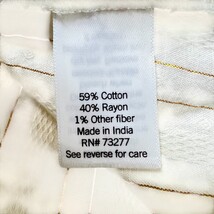 59% Cotton
40% Rayon
1% Other fiber
Made in India
RN# 73277
See reverse for care